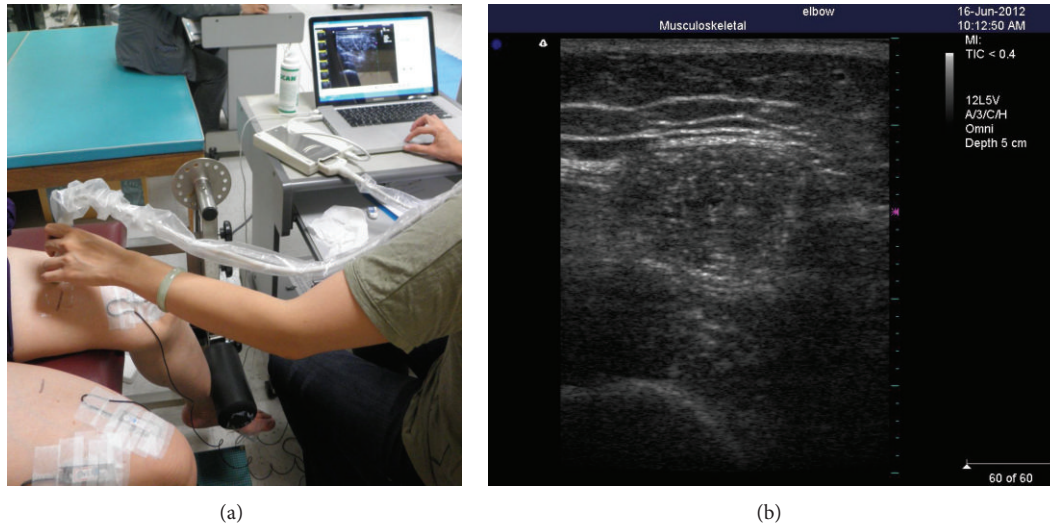 elbow
16-Jun-2012
Musculoskeletal
10:12:50 AM
MI:
TIC < 0.4
12L5V
A/3/C/H
Omni
Depth 5 cm
60 of 60
(a)
(b)